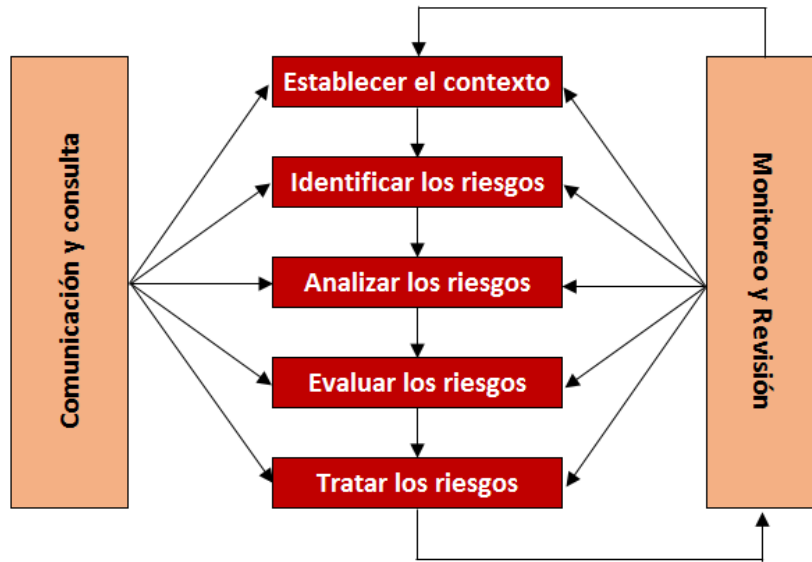 Comunicación y consulta
Establecer el contexto
Identificar los riesgos
Analizar los riesgos
Evaluar los riesgos
Tratar los riesgos
Monitoreo y Revisión